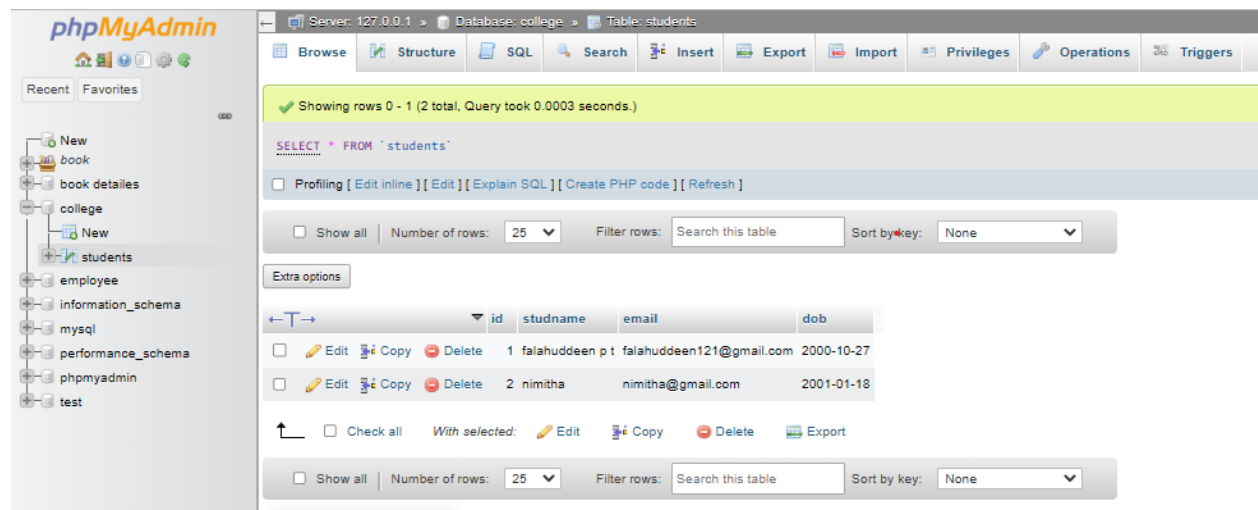 phpMyAdmin
Recent Favorites
New
book
book detailes
college
New
students
employee
information_schema
mysql
performance_schema
phpmyadmin
test
Server: 127.0.0.1 » Database: college » Table: students
Browse Structure SQL Search Insert Export Import Privileges Operations Triggers
Showing rows 0 - 1 (2 total, Query took 0.0003 seconds.)
SELECT * FROM `students`
Profiling [ Edit inline ] [ Edit ] [ Explain SQL ] [ Create PHP code ] [ Refresh ]
Show all | Number of rows: 25 Filter rows: Search this table Sort by key: None
Extra options
←T→ id studname email dob
Edit Copy Delete 1 falahuddeen p t falahuddeen121@gmail.com 2000-10-27
Edit Copy Delete 2 nimitha nimitha@gmail.com 2001-01-18
Check all With selected: Edit Copy Delete Export
Show all | Number of rows: 25 Filter rows: Search this table Sort by key: None